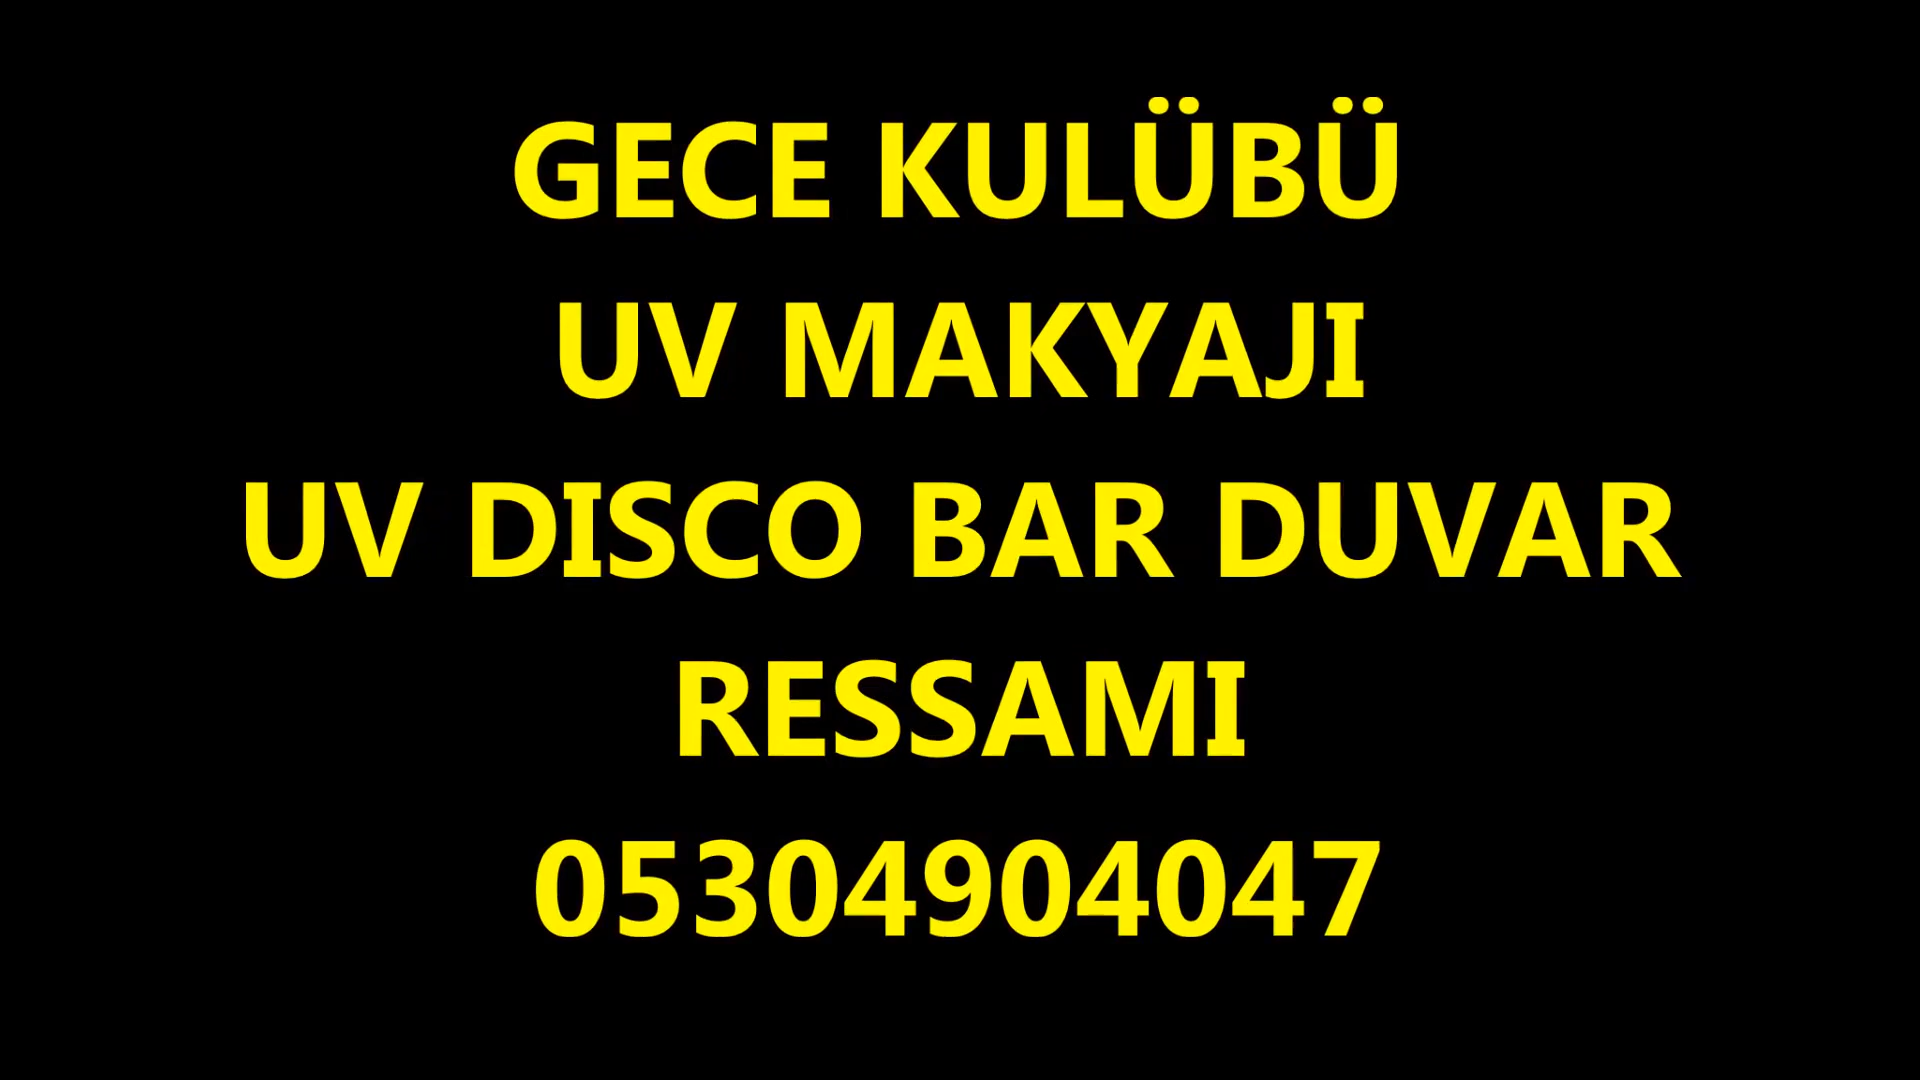 GECE KULÜBÜ
UV MAKYAJI
UV DISCO BAR DUVAR
RESSAMI
05304904047